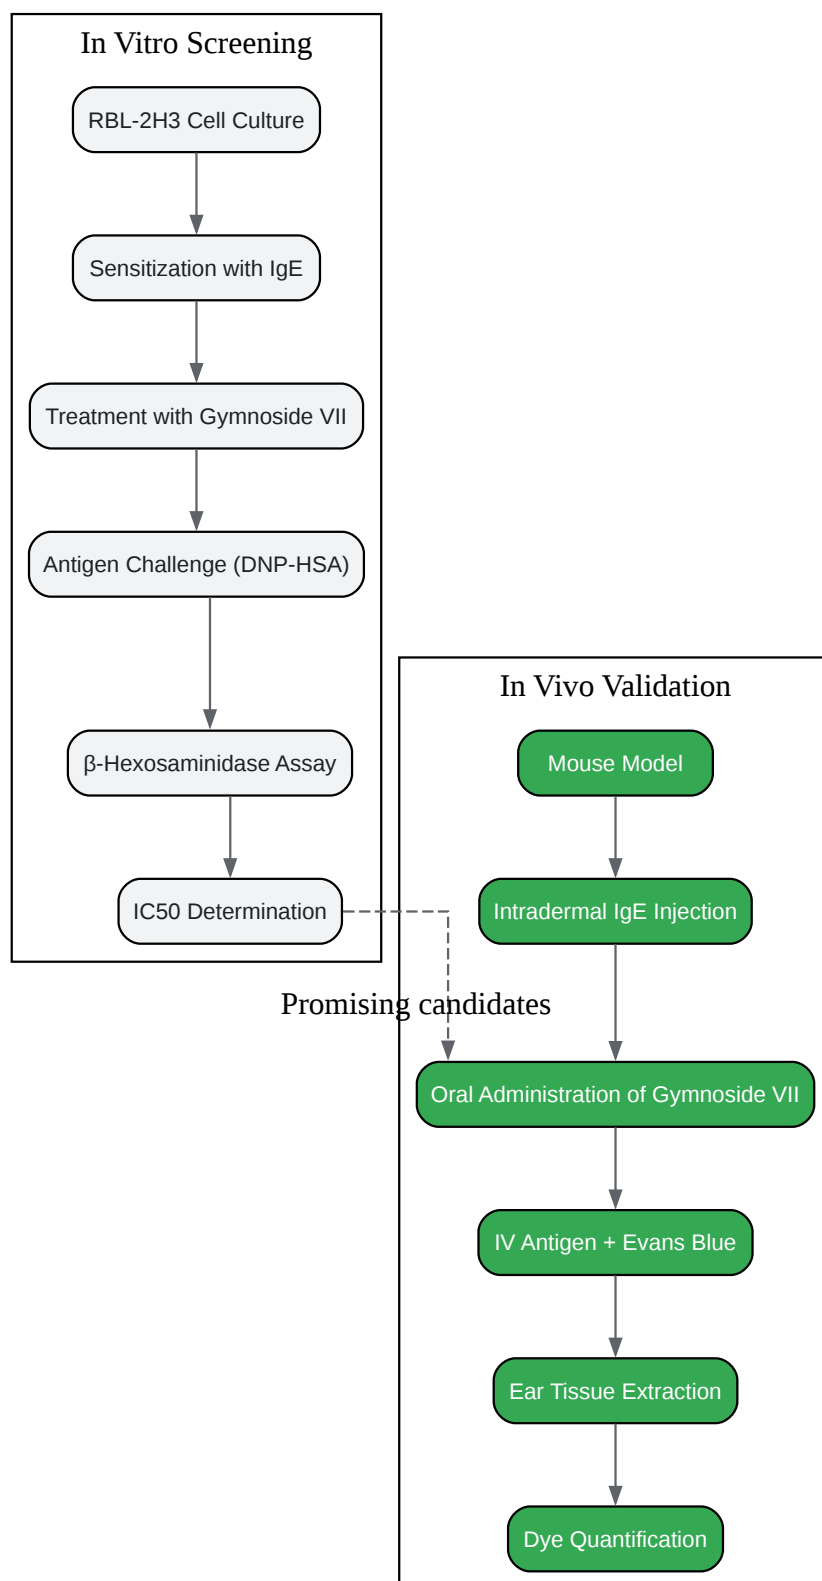 In Vitro Screening
RBL-2H3 Cell Culture
Sensitization with IgE
Treatment with Gymnoside VII
Antigen Challenge (DNP-HSA)
β-Hexosaminidase Assay
IC50 Determination
Promising candidates
In Vivo Validation
Mouse Model
Intradermal IgE Injection
Oral Administration of Gymnoside VII
IV Antigen + Evans Blue
Ear Tissue Extraction
Dye Quantification